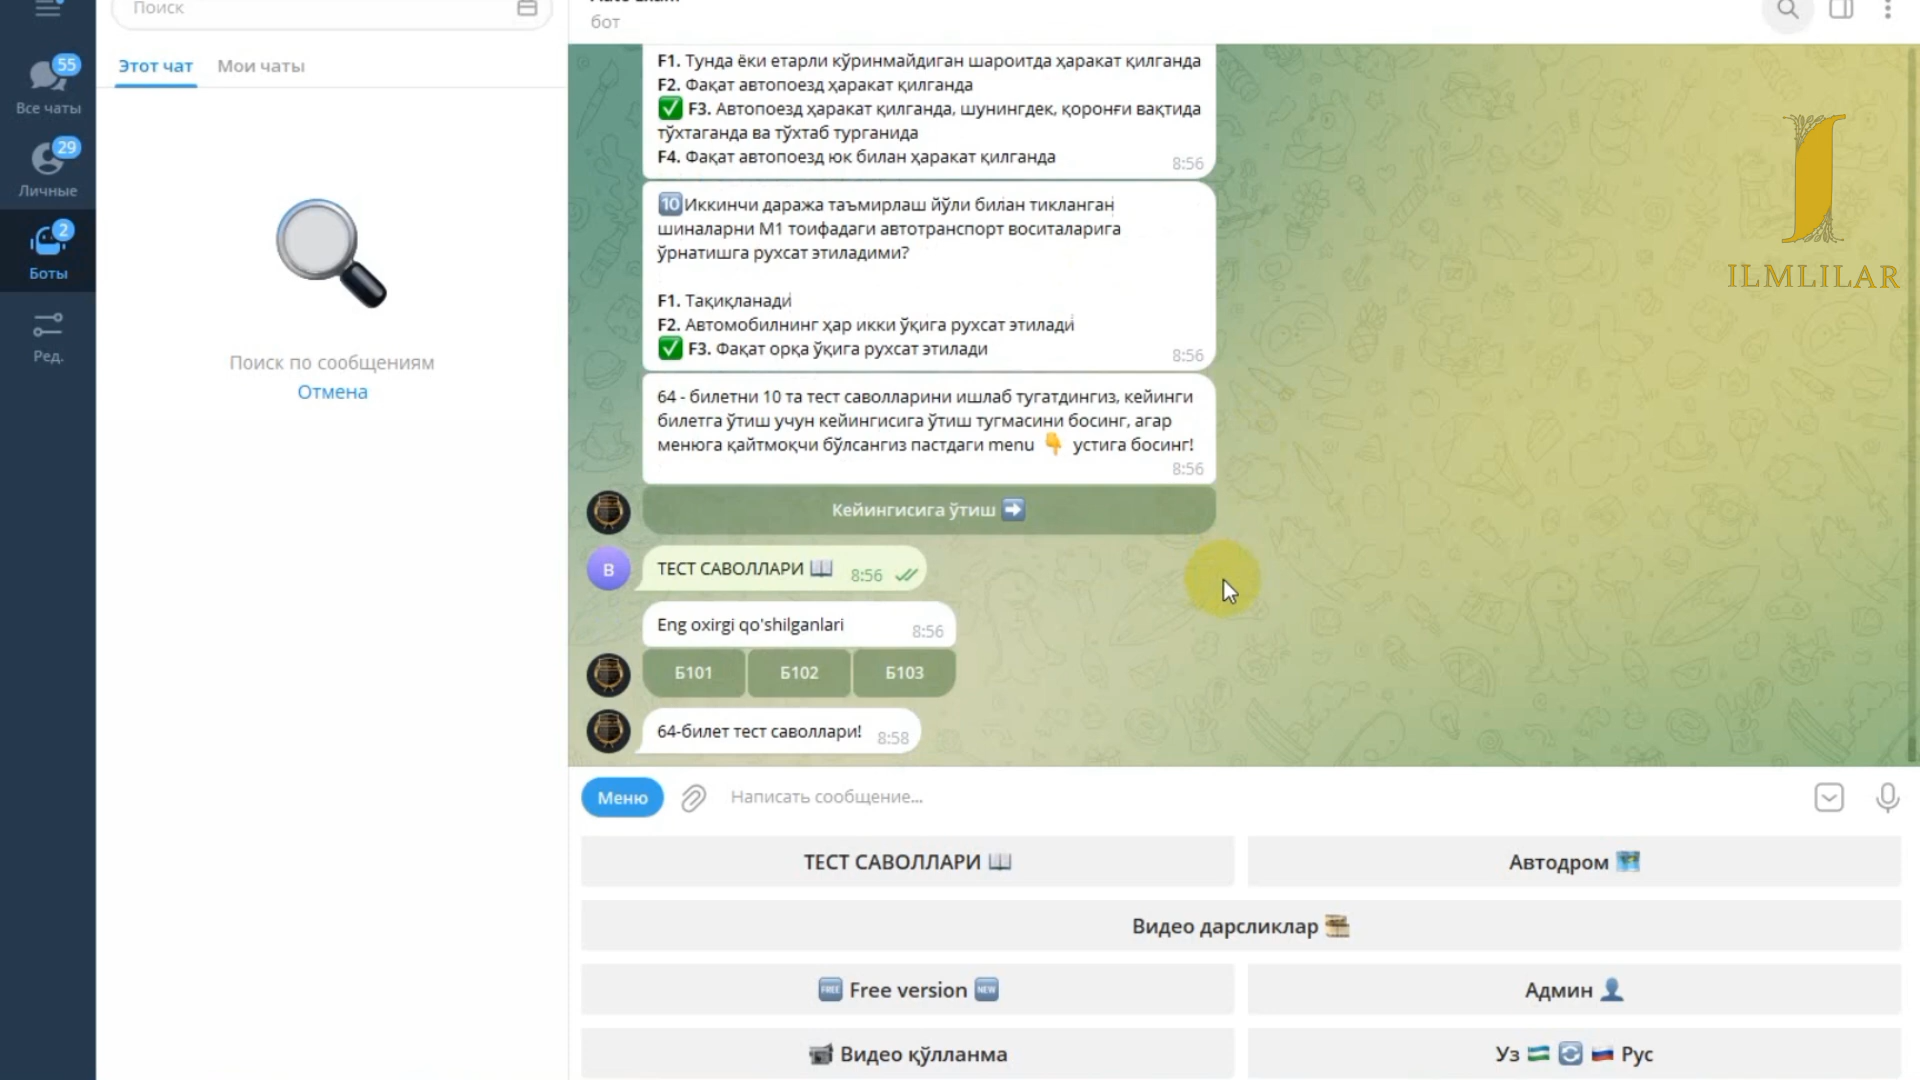 Поиск
бот
Этот чат
Мои чаты
55
Все чаты
29
Личные
2
Боты
Ред.
Поиск по сообщениям
Отмена
F1. Тунда ёки етарли кўринмайдиган шароитда ҳаракат қилганда
F2. Фақат автопоезд ҳаракат қилганда
F3. Автопоезд ҳаракат қилганда, шунингдек, қоронғи вақтида
тўхтаганда ва тўхтаб турганида
F4. Фақат автопоезд юк билан ҳаракат қилганда
8:56
10 Иккинчи даража таъмирлаш йўли билан тикланган
шиналарни М1 тоифадаги автотранспорт воситаларига
ўрнатишга рухсат этиладими?
F1. Тақиқланади
F2. Автомобилнинг ҳар икки ўқига рухсат этилади
F3. Фақат орқа ўқига рухсат этилади
8:56
64 - билетни 10 та тест саволларини ишлаб тугатдингиз, кейинги
билетга ўтиш учун кейингисига ўтиш тугмасини босинг, агар
менюга қайтмоқчи бўлсангиз пастдаги menu 👇 устига босинг!
8:56
Кейингисига ўтиш
B
ТЕСТ САВОЛЛАРИ
8:56
Eng oxirgi qo'shilganlari
8:56
Б101
Б102
Б103
64-билет тест саволлари!
8:58
ILMLILAR
Меню
Написать сообщение...
ТЕСТ САВОЛЛАРИ
Автодром
Видео дарсликлар
FREE Free version NEW
Админ
Видео қўлланма
Уз Рус